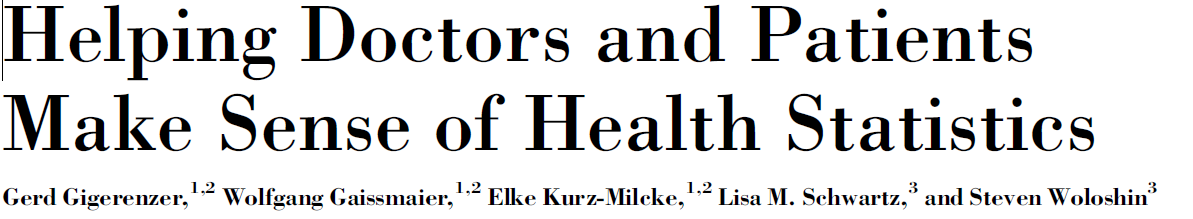 Helping Doctors and Patients
Make Sense of Health Statistics
Gerd Gigerenzer,1,2 Wolfgang Gaissmaier,1,2 Elke Kurz-Milcke,1,2 Lisa M. Schwartz,3 and Steven Woloshin3